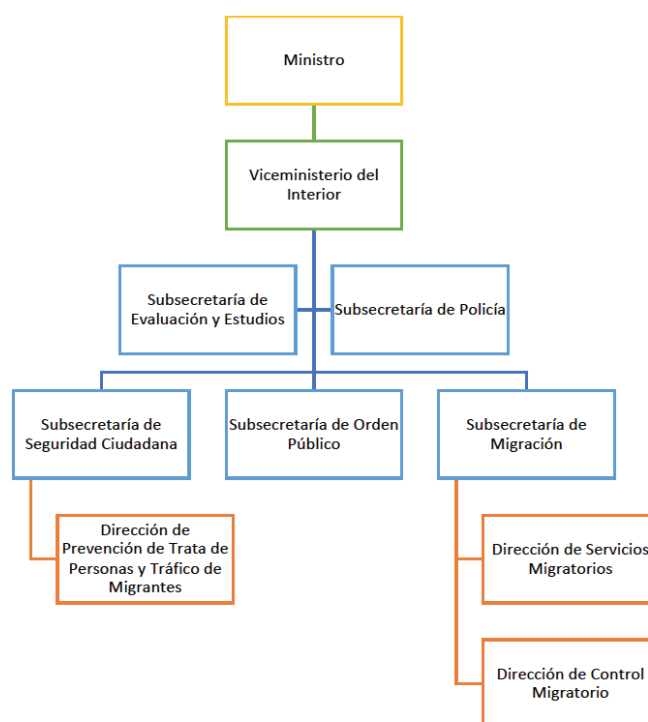 Ministro
Viceministerio del
Interior
Subsecretaría de
Evaluación y Estudios
Subsecretaría de Policía
Subsecretaría de
Seguridad Ciudadana
Subsecretaría de Orden
Público
Subsecretaría de
Migración
Dirección de
Prevención de Trata de
Personas y Tráfico de
Migrantes
Dirección de Servicios
Migratorios
Dirección de Control
Migratorio